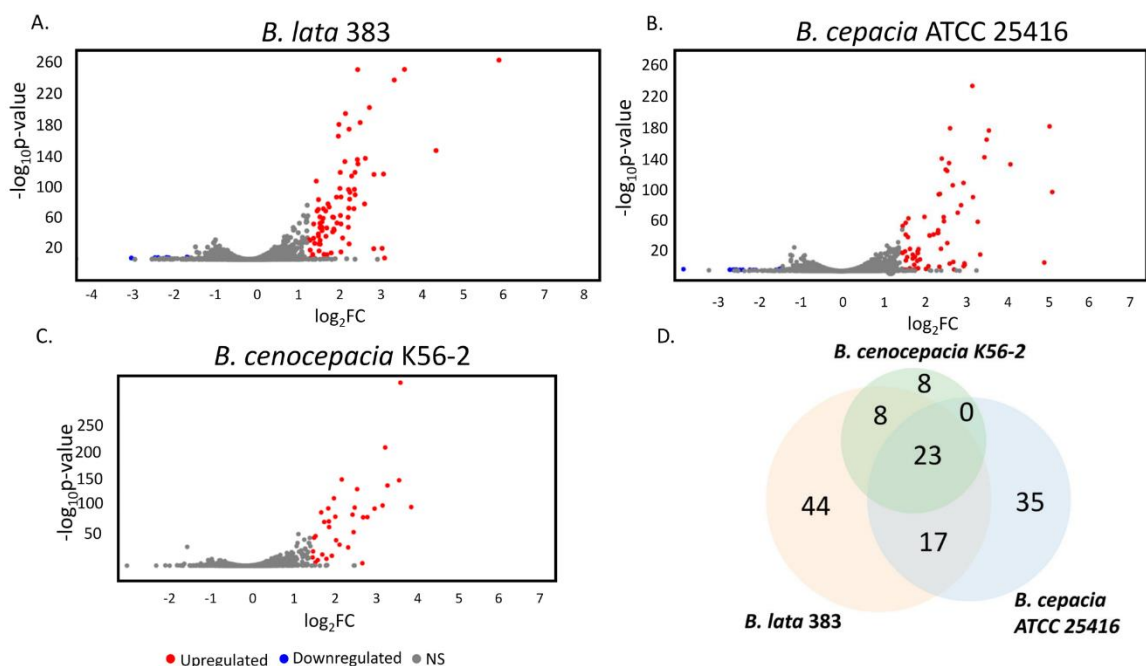 A.
B. lata 383
260
220
180
140
100
60
20
-log10p-value
-4 -3 -2 -1 0 1 2 3 4 5 6 7 8
log2FC
B.
B. cepacia ATCC 25416
260
220
180
140
100
60
20
-log10p-value
-3 -2 -1 0 1 2 3 4 5 6 7
log2FC
C.
B. cenocepacia K56-2
250
200
150
100
50
-log10p-value
-2 -1 0 1 2 3 4 5 6 7
log2FC
Upregulated Downregulated NS
D.
B. cenocepacia K56-2
8
8 0
23
44 35
17
B. lata 383
B. cepacia
ATCC 25416